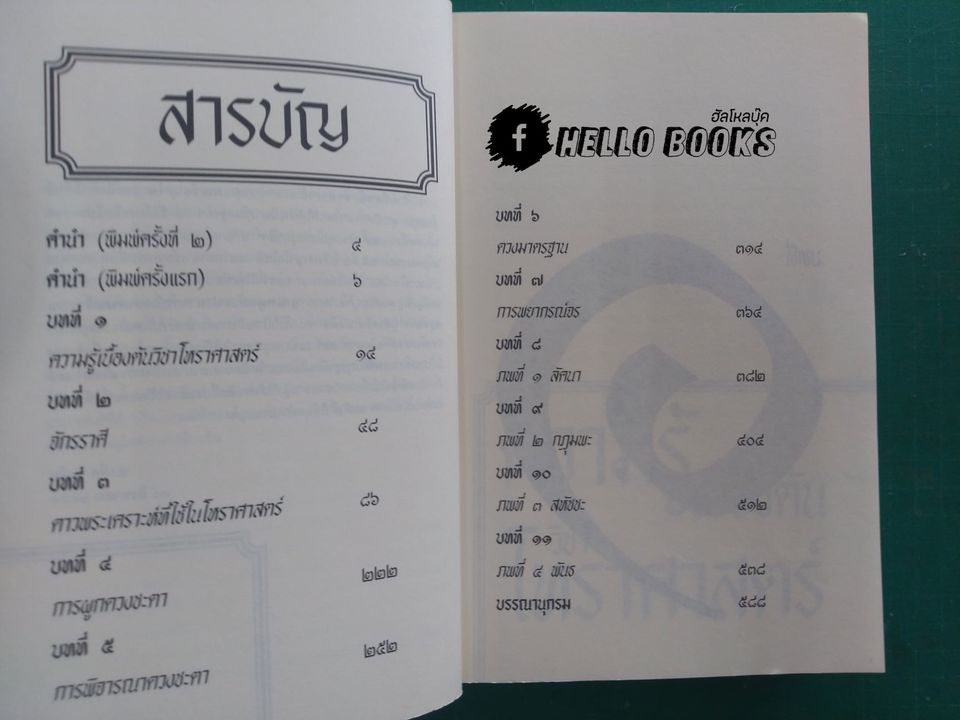 สารบัญ
คำนำ (พิมพ์ครั้งที่ ๒) ๔
คำนำ (พิมพ์ครั้งแรก) ๖
บทที่ ๑
ความรู้เบื้องต้นวิชาโหราศาสตร์ ๑๔
บทที่ ๒
จักรราศี ๔๘
บทที่ ๓
ดาวพระเคราะห์ที่ใช้ในโหราศาสตร์ ๘๖
บทที่ ๔
การผูกดวงชะตา ๒๒๒
บทที่ ๕
การพิจารณาดวงชะตา ๒๕๒
ฮัลโหลบุ๊ค
f HELLO BOOKS
บทที่ ๖
ดวงมาตรฐาน ๓๑๔
บทที่ ๗
การพยากรณ์จร ๓๖๔
บทที่ ๘
ภพที่ ๑ ลัคนา ๓๘๒
บทที่ ๙
ภพที่ ๒ กฎุมพะ ๔๐๔
บทที่ ๑๐
ภพที่ ๓ สหัชชะ ๕๑๒
บทที่ ๑๑
ภพที่ ๔ พันธุ ๕๓๘
บรรณานุกรม ๕๘๘